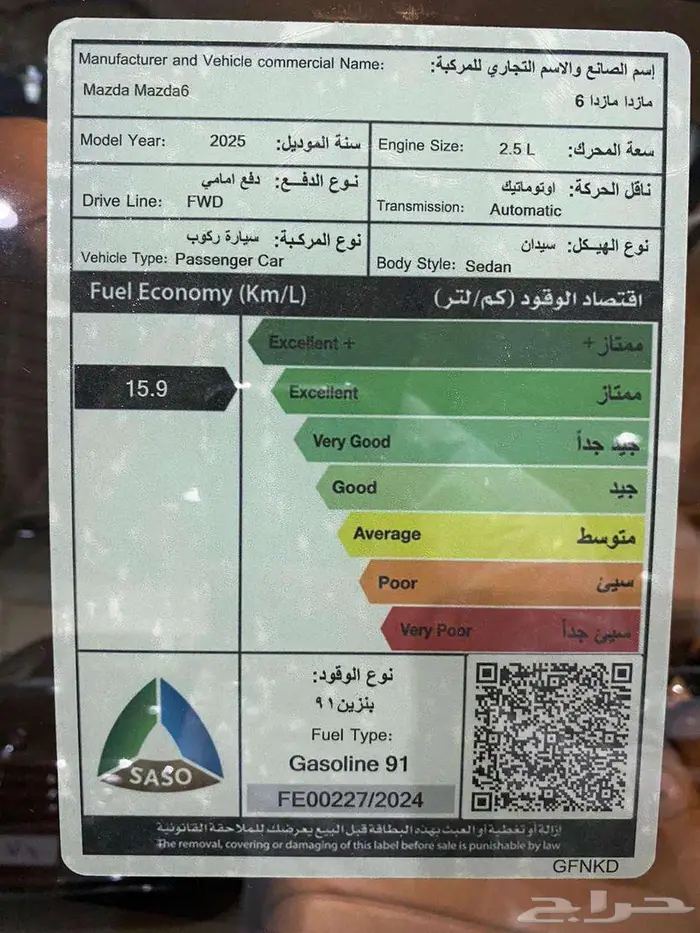 Manufacturer and Vehicle commercial Name:
إسم الصانع والاسم التجاري للمركبة:
Mazda Mazda6
مازدا مازدا 6
Model Year: 2025 سنة الموديل:
Engine Size: 2.5 L سعة المحرك:
نوع الدفع: دفع امامي
Drive Line: FWD
ناقل الحركة: اوتوماتيك
Transmission: Automatic
نوع المركبة: سيارة ركوب
Vehicle Type: Passenger Car
نوع الهيكل: سيدان
Body Style: Sedan
Fuel Economy (Km/L) اقتصاد الوقود (كم/لتر)
Excellent + ممتاز +
15.9
Excellent ممتاز
Very Good جيد جداً
Good جيد
Average متوسط
Poor سيئ
Very Poor سيئ جداً
SASO
نوع الوقود:
بنزين ٩١
Fuel Type:
Gasoline 91
FE00227/2024
إزالة أو تغطية أو العبث بهذه البطاقة قبل البيع يعرضك للملاحقة القانونية
The removal, covering or damaging of this label before sale is punishable by law
GFNKD
حراج